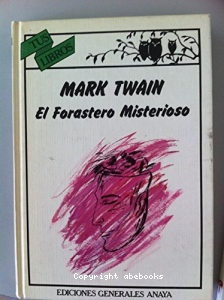 TUS
LIBROS
MARK TWAIN
El Forastero Misterioso
Copyright abebooks
EDICIONES GENERALES ANAYA